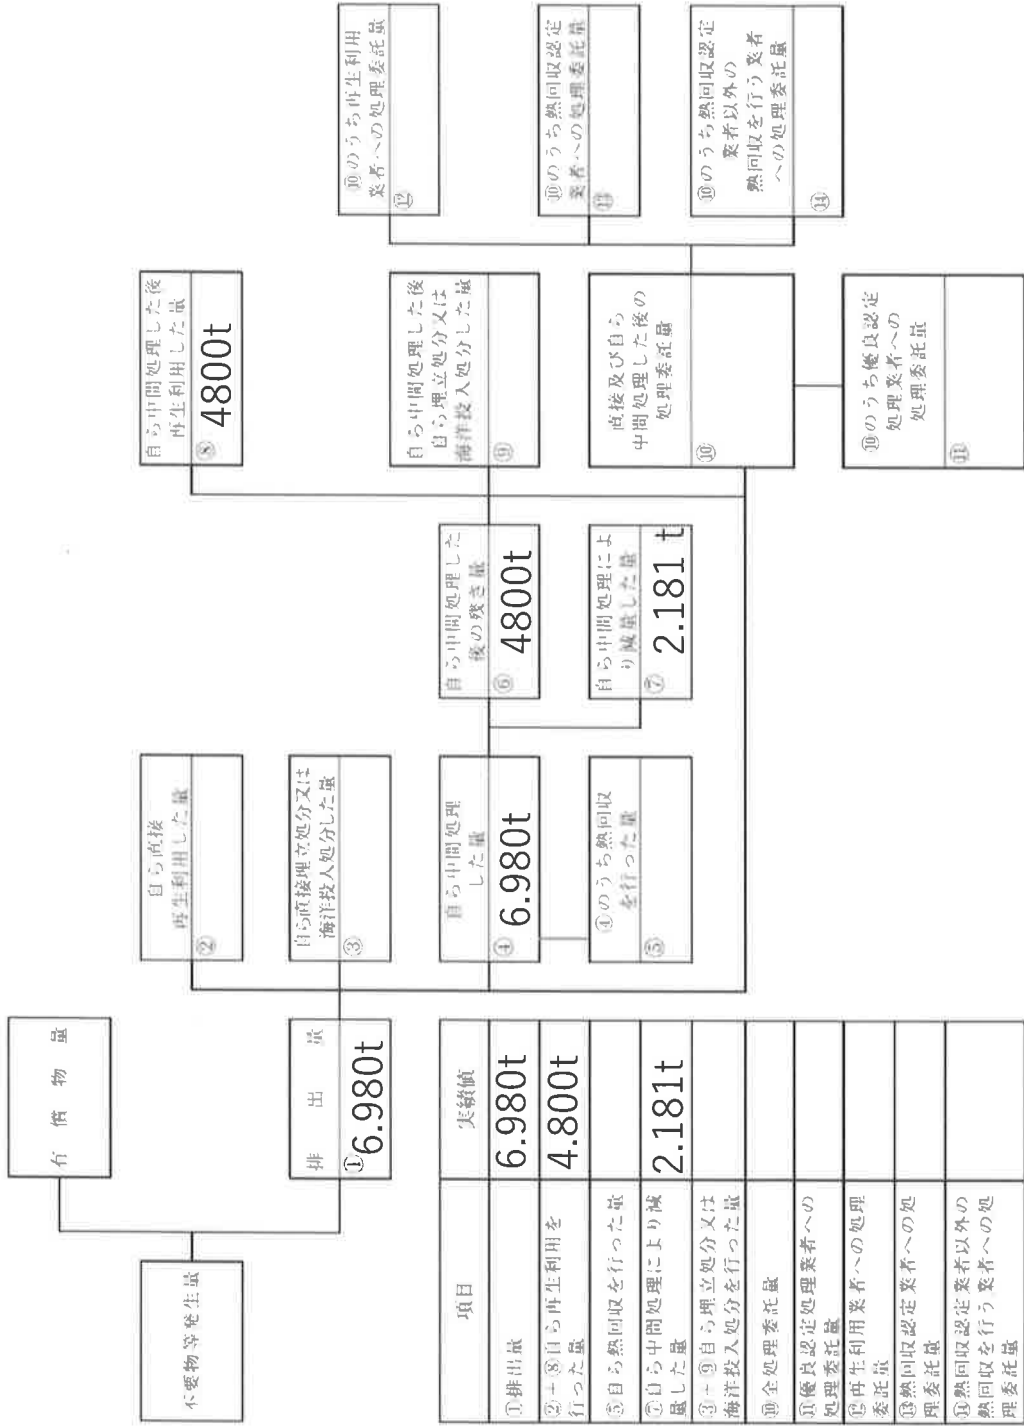 不要物等発生量
有償物量
排出量
①6.980t
自ら直接
再生利用した量
②
自ら直接埋立処分又は
海洋投入処分した量
③
自ら中間処理
した量
④ 6.980t
④のうち熱回収
を行った量
⑤
自ら中間処理した
後の残さ量
⑥ 4800t
自ら中間処理によ
り減量した量
⑦ 2.181 t
自ら中間処理した後
再生利用した量
⑧ 4800t
自ら中間処理した後
自ら埋立処分又は
海洋投入処分した量
⑨
直接及び自ら
中間処理した後の
処理委託量
⑩
⑩のうち優良認定
処理業者への
処理委託量
⑪
⑩のうち再生利用
業者への処理委託量
⑫
⑩のうち熱回収認定
業者への処理委託量
⑬
⑩のうち熱回収認定
業者以外の
熱回収を行う業者
への処理委託量
⑭
項目 実績値
①排出量 6.980t
②+⑧自ら再生利用を
行った量 4.800t
⑤自ら熱回収を行った量
⑦自ら中間処理により減
量した量 2.181t
③+⑨自ら埋立処分又は
海洋投入処分を行った量
⑩全処理委託量
⑪優良認定処理業者への
処理委託量
⑫再生利用業者への処理
委託量
⑬熱回収認定業者への処
理委託量
⑭熱回収認定業者以外の
熱回収を行う業者への処
理委託量